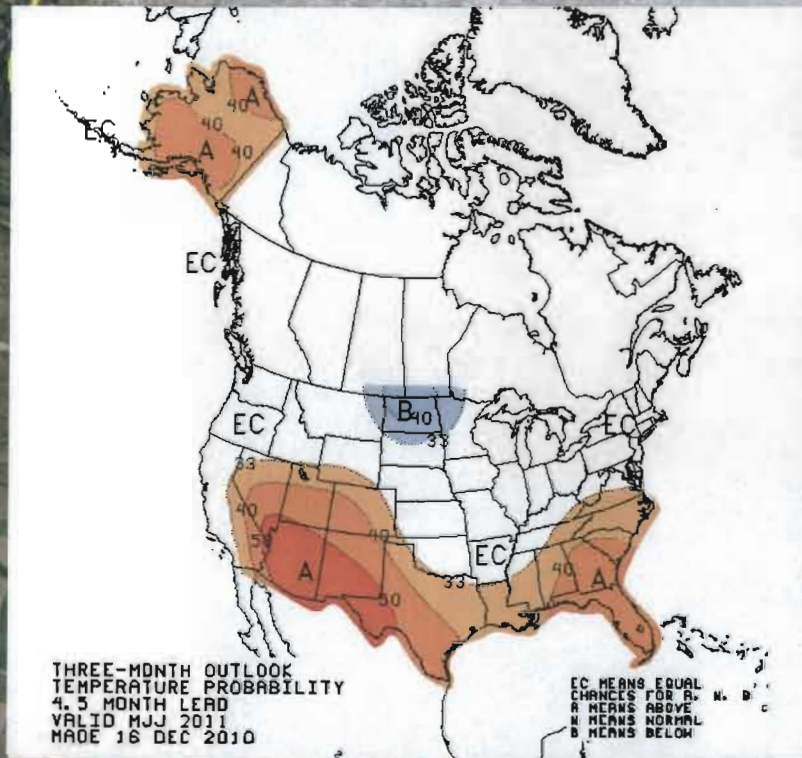 A
40
40
EC
A
40
EC
B 40
EC
EC
33
33
40
50
40
EC
40
A
A
33
50
THREE-MONTH OUTLOOK
TEMPERATURE PROBABILITY
4.5 MONTH LEAD
VALID MJJ 2011
MADE 16 DEC 2010
EC MEANS EQUAL
CHANCES FOR A, N, B
A MEANS ABOVE
N MEANS NORMAL
B MEANS BELOW